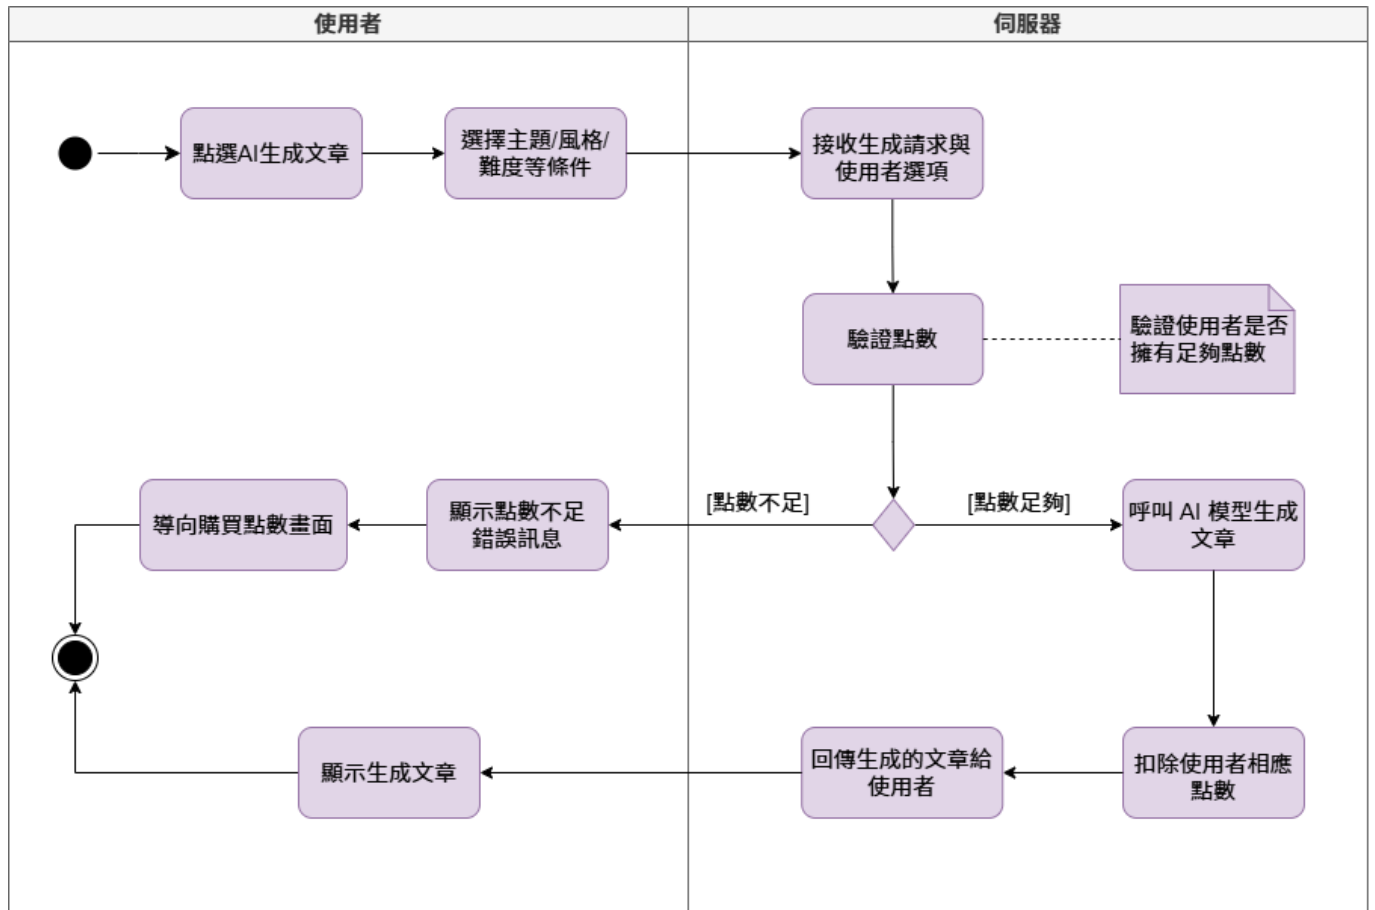 使用者
伺服器
點選AI生成文章
選擇主題/風格/
難度等條件
接收生成請求與
使用者選項
驗證點數
驗證使用者是否
擁有足夠點數
[點數不足]
[點數足夠]
導向購買點數畫面
顯示點數不足
錯誤訊息
呼叫 AI 模型生成
文章
顯示生成文章
回傳生成的文章給
使用者
扣除使用者相應
點數